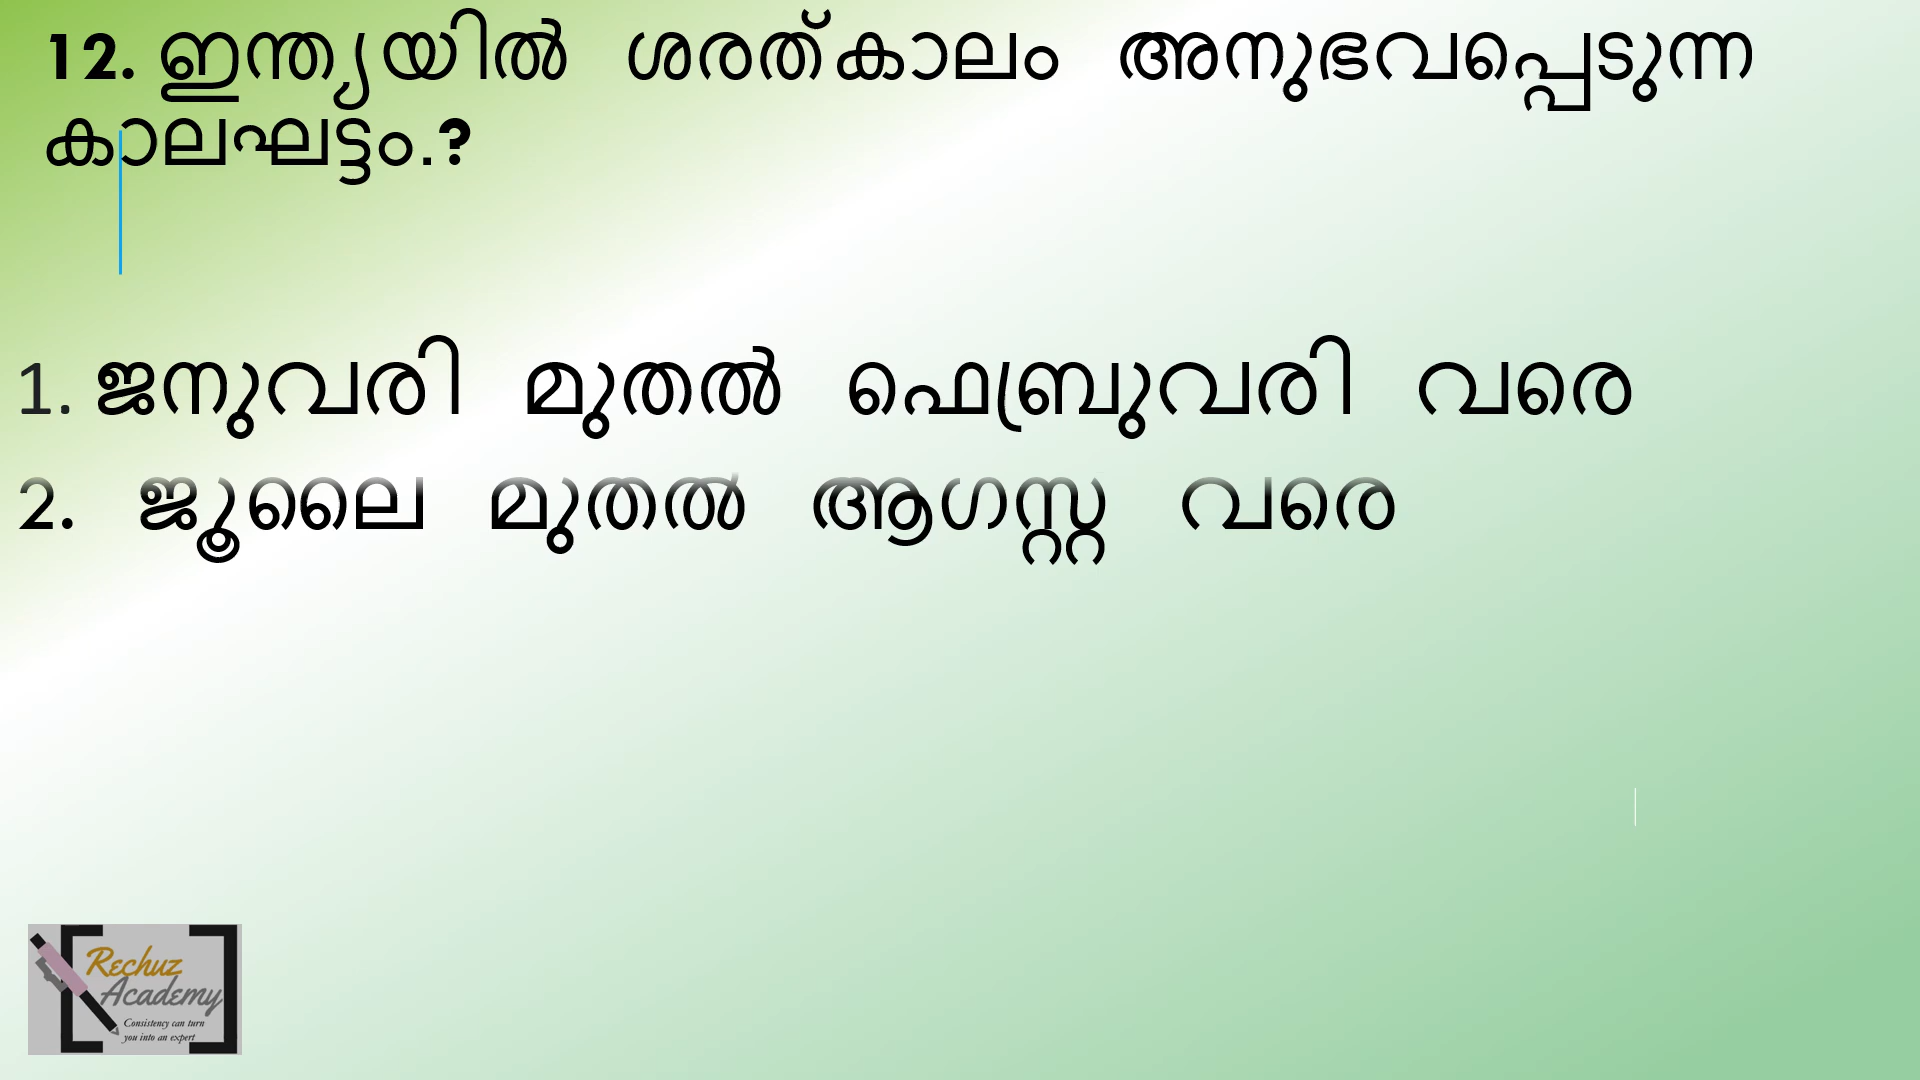 12. ഇന്ത്യയിൽ ശരത്കാലം അനുഭവപ്പെടുന്ന
കാലഘട്ടം.?
1. ജനുവരി മുതൽ ഫെബ്രുവരി വരെ
2. ജൂലൈ മുതൽ ആഗസ്റ്റ വരെ
Rechuz
Academy
Consistency can turn
you into an expert